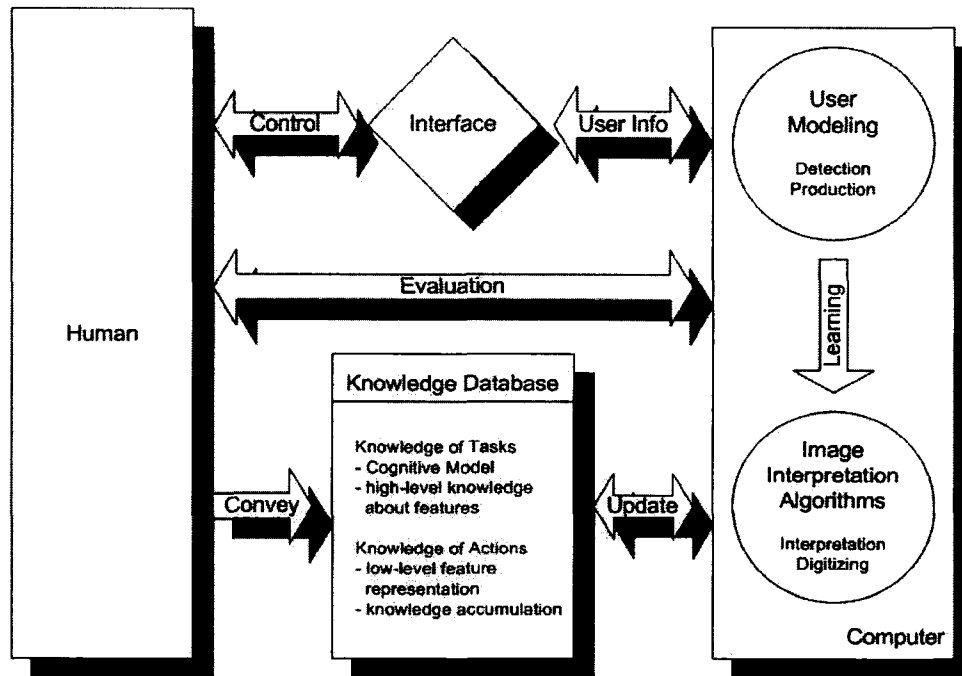 Human
Control
Interface
User Info
User
Modeling
Detection
Production
Evaluation
Learning
Knowledge Database
Knowledge of Tasks
- Cognitive Model
- high-level knowledge
about features
Knowledge of Actions
- low-level feature
representation
- knowledge accumulation
Convey
Update
Image
Interpretation
Algorithms
Interpretation
Digitizing
Computer